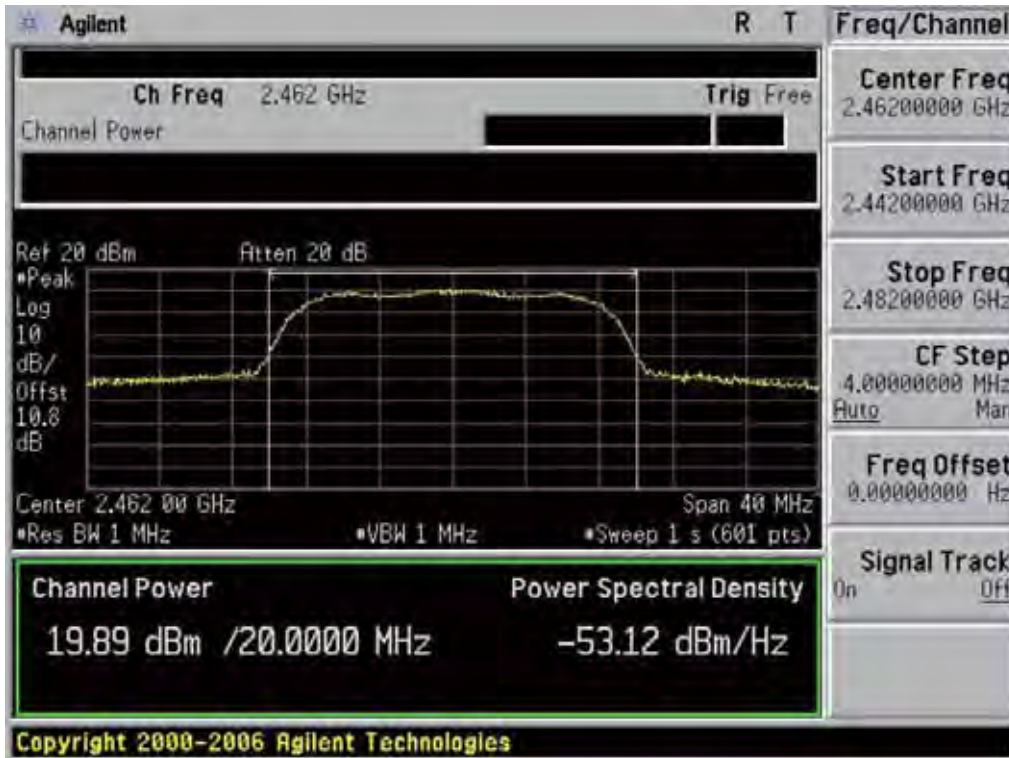 Agilent R T
Freq/Channel
Ch Freq 2.462 GHz Trig Free
Channel Power
Center Freq
2.46200000 GHz
Start Freq
2.44200000 GHz
Stop Freq
2.48200000 GHz
CF Step
4.00000000 MHz
Auto Man
Freq Offset
0.00000000 Hz
Signal Track
On Off
Ref 20 dBm Atten 20 dB
*Peak
Log
10
dB/
Offst
10.8
dB
Center 2.462 00 GHz Span 40 MHz
*Res BW 1 MHz *VBW 1 MHz *Sweep 1 s (601 pts)
Channel Power Power Spectral Density
19.89 dBm /20.0000 MHz -53.12 dBm/Hz
Copyright 2000-2006 Agilent Technologies